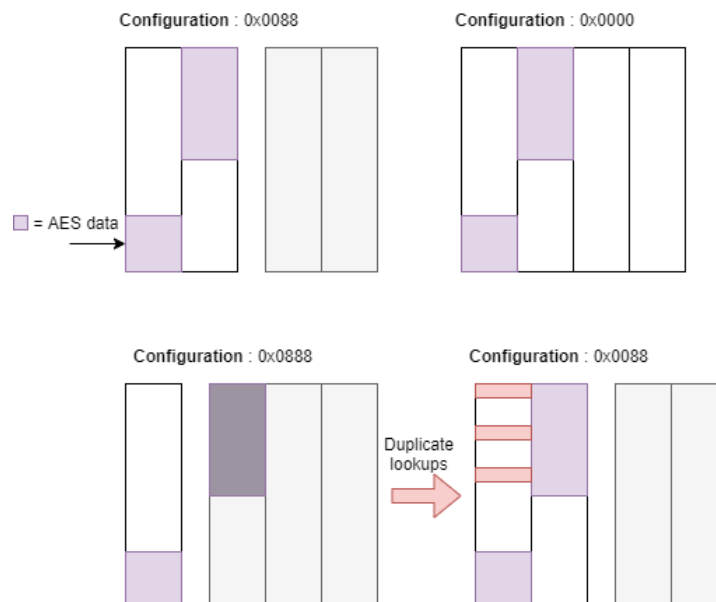 Configuration : 0x0088
Configuration : 0x0000
= AES data
Configuration : 0x0888
Configuration : 0x0088
Duplicate
lookups